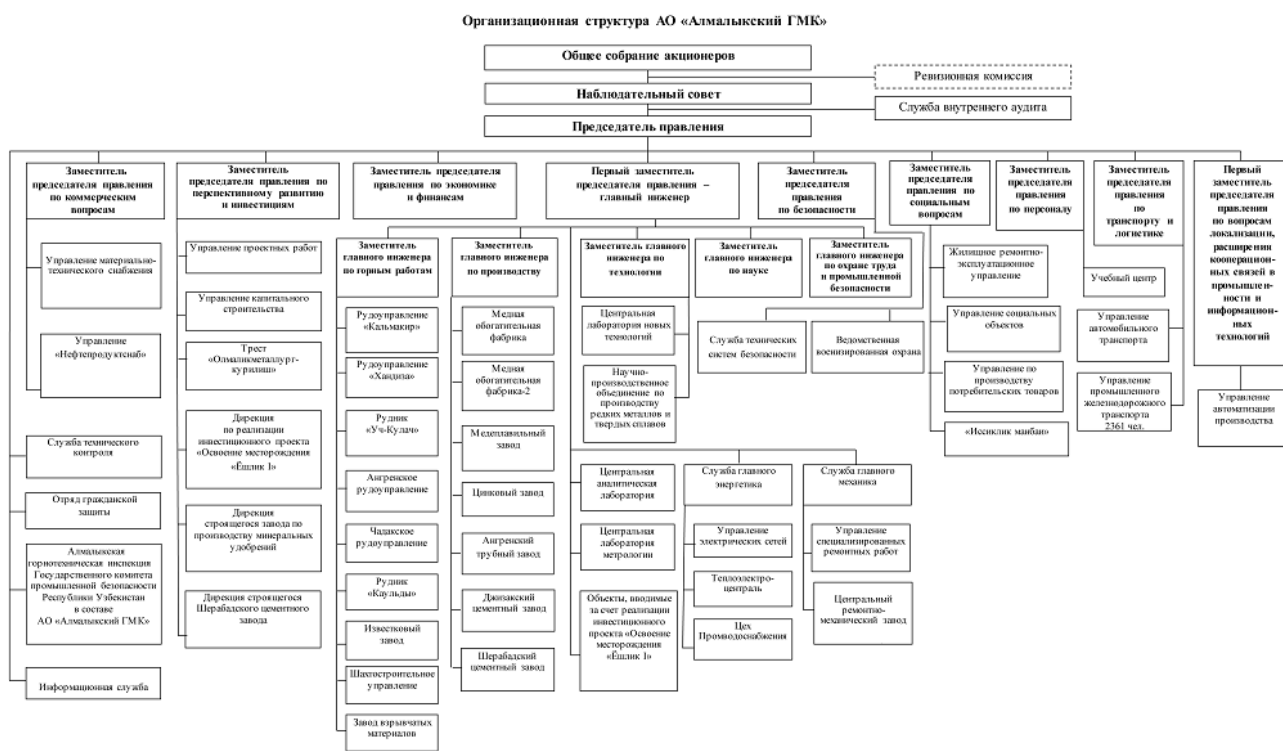 Организационная структура АО «Алмалыкский ГМК»
Общее собрание акционеров
Ревизионная комиссия
Наблюдательный совет
Служба внутреннего аудита
Председатель правления
Заместитель
председателя правления
по коммерческим
вопросам
Заместитель
председателя правления по
перспективному развитию
и инвестициям
Заместитель председателя
правления по экономике
и финансам
Первый заместитель
председателя правления –
главный инженер
Заместитель
председателя
правления
по безопасности
Заместитель
председателя
правления по
социальным
вопросам
Заместитель
председателя
правления
по персоналу
Заместитель
председателя
правления
по
транспорту и
логистике
Первый
заместитель
председателя
правления
по вопросам
локализации,
расширения
кооперацион-
ных связей в
промышлен-
ности и
информацион-
ных
технологий
Управление материально-
технического снабжения
Управление
«Нефтепродуктснаб»
Служба технического
контроля
Отряд гражданской
защиты
Алмалыкская
горнотехническая инспекция
Государственного комитета
промышленной безопасности
Республики Узбекистан
в составе
АО «Алмалыкский ГМК»
Информационная служба
Управление проектных работ
Управление капитального
строительства
Трест
«Олмаликметаллург-
курилиш»
Дирекция
по реализации
инвестиционного проекта
«Освоение месторождения
«Ёшлик I»
Дирекция
строящегося завода по
производству минеральных
удобрений
Дирекция строящегося
Шерабадского цементного
завода
Заместитель
главного инженера
по горным работам
Рудоуправление
«Кальмакир»
Рудоуправление
«Хандиза»
Рудник
«Уч-Кулач»
Ангренское
рудоуправление
Чадакское
рудоуправление
Рудник
«Каульды»
Известковый
завод
Шахтостроительное
управление
Завод взрывчатых
материалов
Заместитель
главного инженера
по производству
Медная
обогатительная
фабрика
Медная
обогатительная
фабрика-2
Медеплавильный
завод
Цинковый завод
Ангренский
трубный завод
Джизакский
цементный завод
Шерабадский
цементный завод
Заместитель главного
инженера по
технологии
Центральная
лаборатория новых
технологий
Научно-
производственное
объединение по
производству
редких металлов и
твердых сплавов
Центральная
аналитическая
лаборатория
Центральная
лаборатория
метрологии
Объекты, вводимые
за счет реализации
инвестиционного
проекта «Освоение
месторождения
«Ёшлик I»
Заместитель
главного инженера
по науке
Заместитель
главного инженера
по охране труда
и промышленной
безопасности
Служба технических
систем безопасности
Ведомственная
военизированная охрана
Служба главного
энергетика
Управление
электрических сетей
Теплоэлектро-
централь
Цех
Промводоснабжения
Служба главного
механика
Управление
специализированных
ремонтных работ
Центральный
ремонтно-
механический завод
Жилищное ремонтно-
эксплуатационное
управление
Управление социальных
объектов
Управление по
производству
потребительских товаров
«Иссиклик манбаи»
Учебный центр
Управление
автомобильного
транспорта
Управление
промышленного
железнодорожного
транспорта
2361 чел.
Управление
автоматизации
производства